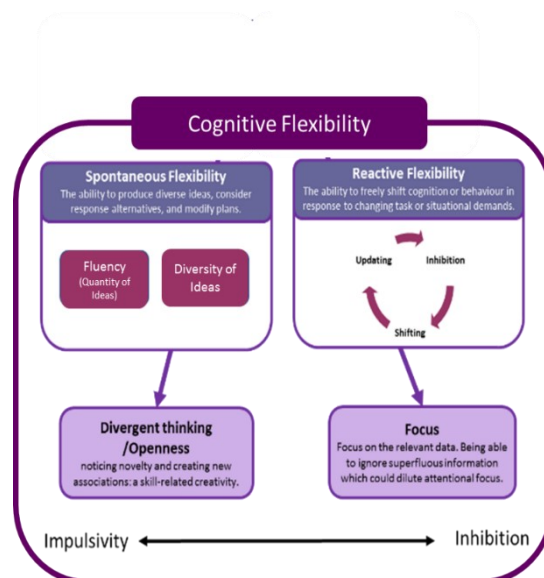 Cognitive Flexibility
Spontaneous Flexibility
The ability to produce diverse ideas, consider
response alternatives, and modify plans.
Fluency
(Quantity of
Ideas)
Diversity of
Ideas
Reactive Flexibility
The ability to freely shift cognition or behaviour in
response to changing task or situational demands.
Updating
Inhibition
Shifting
Divergent thinking
/Openness
noticing novelty and creating new
associations: a skill-related creativity.
Focus
Focus on the relevant data. Being able
to ignore superfluous information
which could dilute attentional focus.
Impulsivity
Inhibition